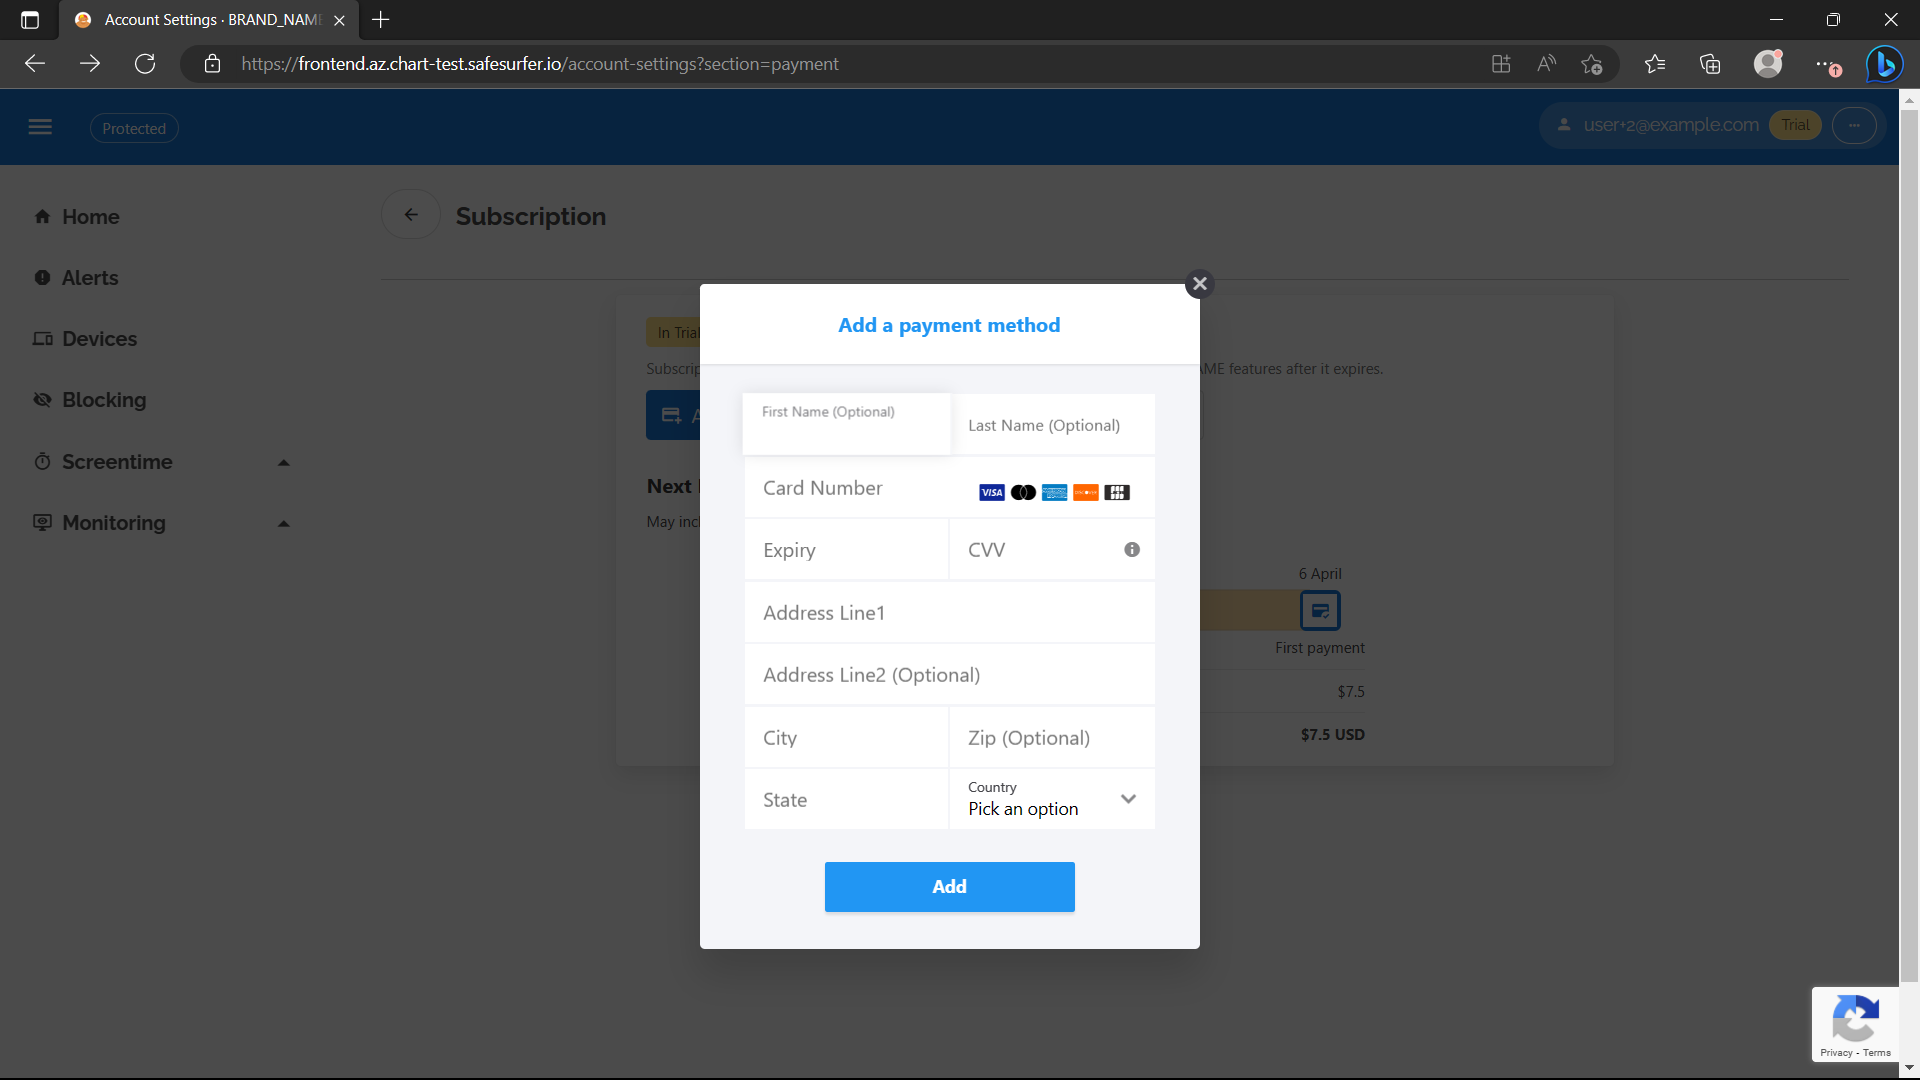 Account Settings · BRAND_NAME
https://frontend.az.chart-test.safesurfer.io/account-settings?section=payment
Protected
user+2@example.com Trial
Home
Alerts
Devices
Blocking
Screentime
Monitoring
Subscription
In Trial
ME features after it expires.
Next
May
Add a payment method
First Name (Optional)
Last Name (Optional)
Card Number
VISA
Expiry
CVV
Address Line1
Address Line2 (Optional)
City
Zip (Optional)
State
Country
Pick an option
Add
6 April
First payment
$7.5
$7.5 USD
Privacy - Terms